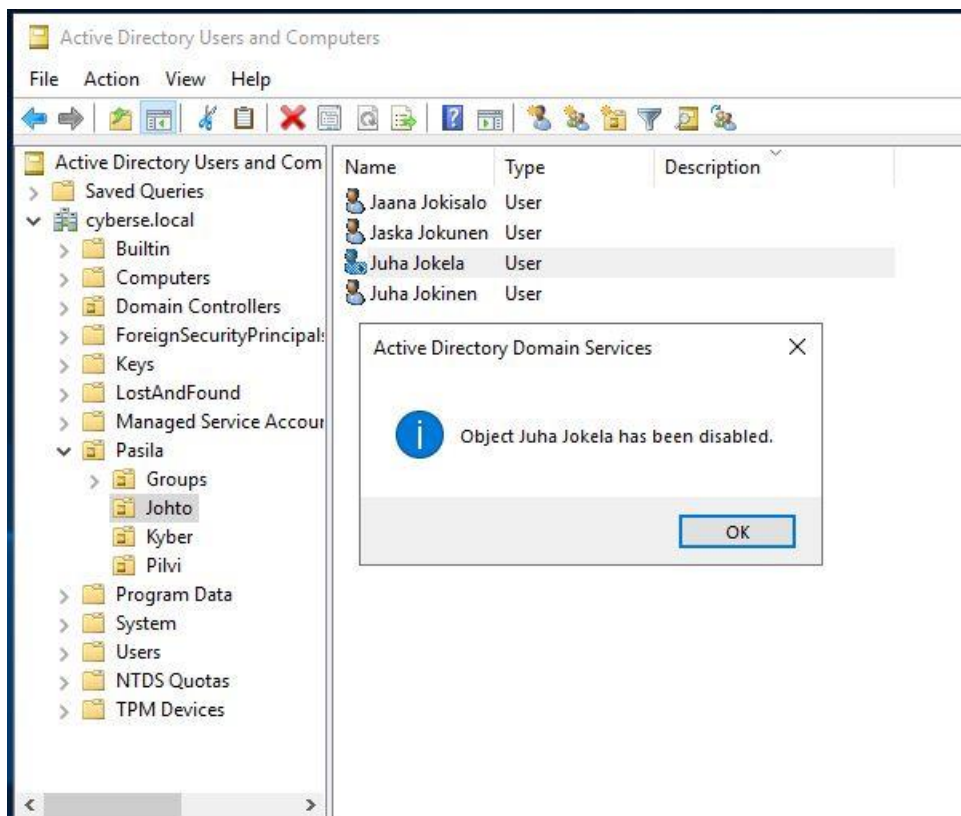 Active Directory Users and Computers
File Action View Help
Active Directory Users and Com
Saved Queries
cyberse.local
Builtin
Computers
Domain Controllers
ForeignSecurityPrincipals
Keys
LostAndFound
Managed Service Accour
Pasila
Groups
Johto
Kyber
Pilvi
Program Data
System
Users
NTDS Quotas
TPM Devices
Name Type Description
Jaana Jokisalo User
Jaska Jokunen User
Juha Jokela User
Juha Jokinen User
Active Directory Domain Services
Object Juha Jokela has been disabled.
OK